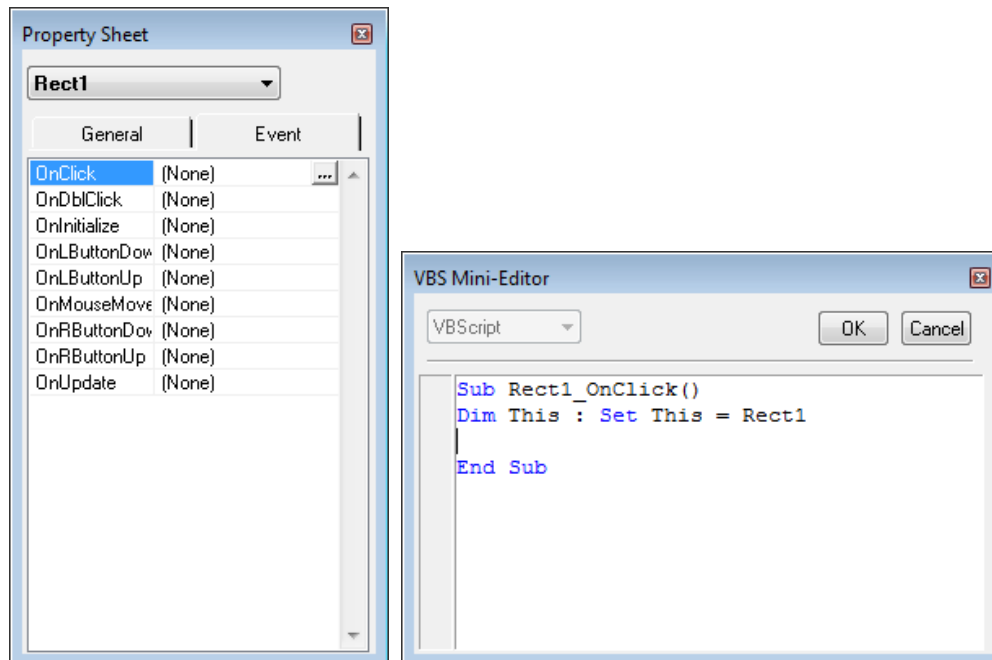 Property Sheet
Rect1
General Event
OnClick (None) ...
OnDblClick (None)
OnInitialize (None)
OnLButtonDow (None)
OnLButtonUp (None)
OnMouseMove (None)
OnRButtonDow (None)
OnRButtonUp (None)
OnUpdate (None)
VBS Mini-Editor
VBScript OK Cancel
Sub Rect1_OnClick()
Dim This : Set This = Rect1
End Sub